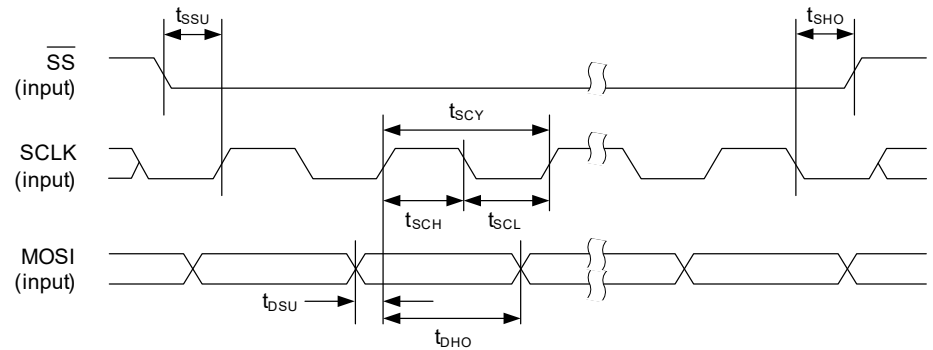 tSSU
tSHO
SS
(input)
tSCY
SCLK
(input)
tSCH
tSCL
MOSI
(input)
tDSU
tDHO